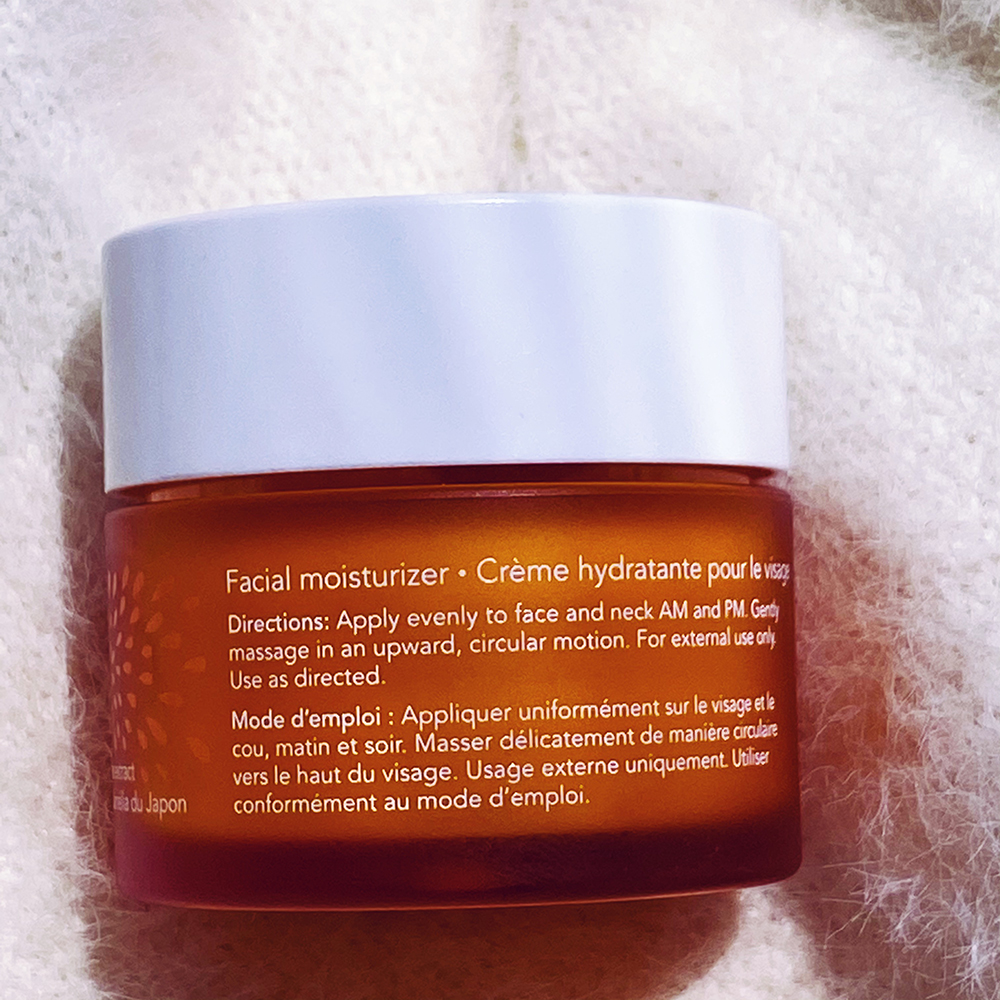 Facial moisturizer • Crème hydratante pour le visage
Directions: Apply evenly to face and neck AM and PM. Gently
massage in an upward, circular motion. For external use only.
Use as directed.
Mode d'emploi : Appliquer uniformément sur le visage et le
cou, matin et soir. Masser délicatement de manière circulaire
vers le haut du visage. Usage externe uniquement. Utiliser
conformément au mode d'emploi.
extract
du Japon